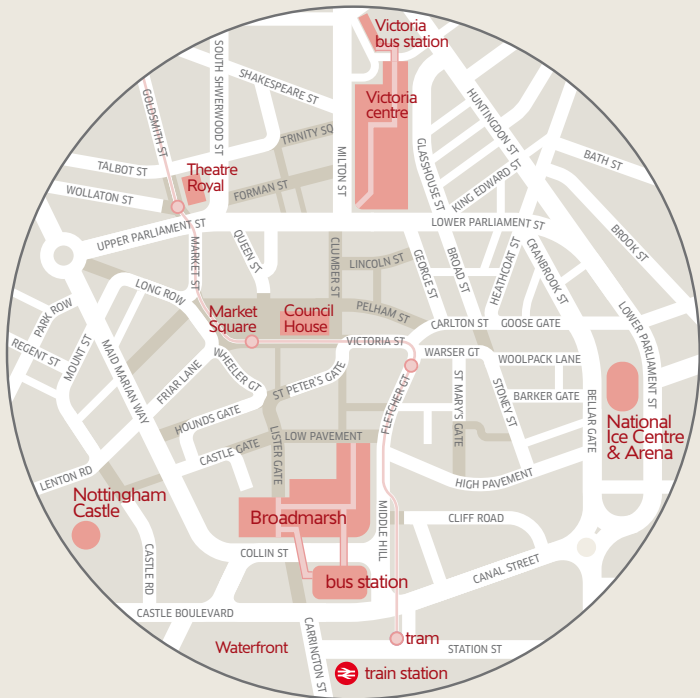 Victoria
bus station
SOUTH SHWERWOOD ST
SHAKESPEARE ST
GOLDSMITH ST
Victoria
centre
HUNTINGDON ST
TRINITY SQ
MILTON ST
GLASSHOUSE ST
BATH ST
TALBOT ST
Theatre
Royal
KING EDWARD ST
WOLLATON ST
FORMAN ST
UPPER PARLIAMENT ST
LOWER PARLIAMENT ST
BROOK ST
MARKET ST
QUEEN ST
CLUMBER ST
LINCOLN ST
GEORGE ST
BROAD ST
HEATHCOAT ST
CRANBROOK ST
LONG ROW
PARK ROW
Market
Square
Council
House
PELHAM ST
CARLTON ST
GOOSE GATE
LOWER PARLIAMENT ST
REGENT ST
MOUNT ST
MAID MARIAN WAY
FRIAR LANE
WHEELER GT
VICTORIA ST
WARSER GT
WOOLPACK LANE
ST PETER'S GATE
FLETCHER GT
ST MARY'S GATE
STONEY ST
BARKER GATE
BELLAR GATE
National
Ice Centre
& Arena
HOUNDS GATE
CASTLE GATE
LISTER GATE
LOW PAVEMENT
LENTON RD
HIGH PAVEMENT
Nottingham
Castle
Broadmarsh
MIDDLE HILL
CLIFF ROAD
COLLIN ST
CASTLE RD
bus station
CANAL STREET
CASTLE BOULEVARD
CARRINGTON ST
Waterfront
tram
STATION ST
train station